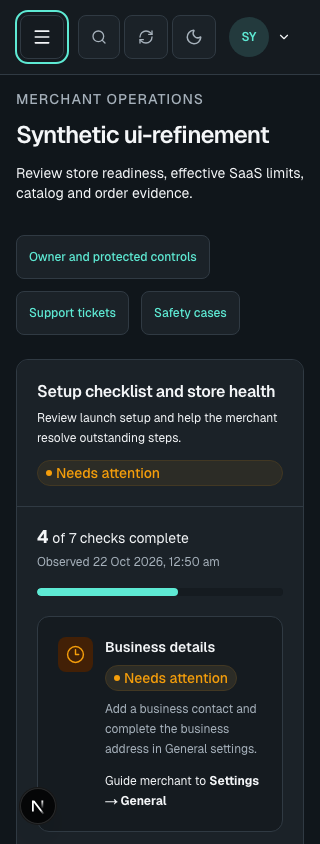 SY
MERCHANT OPERATIONS
Synthetic ui-refinement
Review store readiness, effective SaaS limits,
catalog and order evidence.
Owner and protected controls
Support tickets
Safety cases
Setup checklist and store health
Review launch setup and help the merchant
resolve outstanding steps.
Needs attention
4 of 7 checks complete
Observed 22 Oct 2026, 12:50 am
Business details
Needs attention
Add a business contact and
complete the business
address in General settings.
Guide merchant to Settings
→ General
N